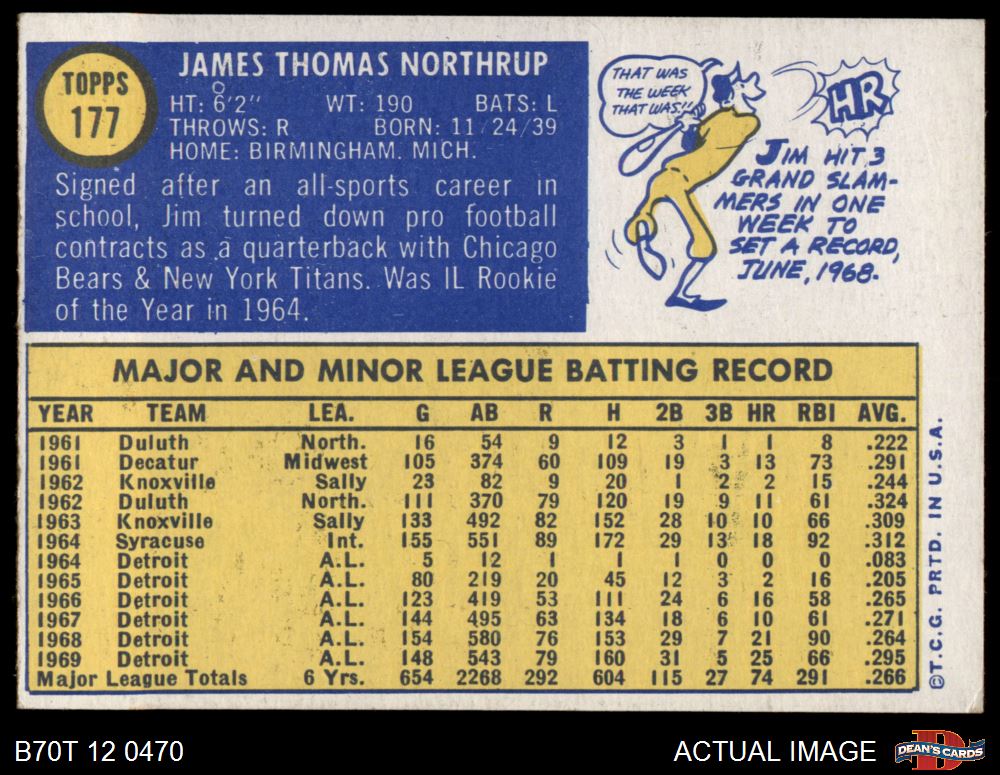 TOPPS
177
JAMES THOMAS NORTHRUP
HT: 6'2" WT: 190 BATS: L
THROWS: R BORN: 11/24/39
HOME: BIRMINGHAM. MICH.
Signed after an all-sports career in
school, Jim turned down pro football
contracts as a quarterback with Chicago
Bears & New York Titans. Was IL Rookie
of the Year in 1964.
THAT WAS
THE WEEK
THAT WAS!!
HR
JIM HIT 3
GRAND SLAM-
MERS IN ONE
WEEK TO
SET A RECORD,
JUNE, 1968.
MAJOR AND MINOR LEAGUE BATTING RECORD
YEAR TEAM LEA. G AB R H 2B 3B HR RBI AVG.
1961 Duluth North. 16 54 9 12 3 1 1 8 .222
1961 Decatur Midwest 105 374 60 109 19 3 13 73 .291
1962 Knoxville Sally 23 82 9 20 1 2 2 15 .244
1962 Duluth North. 111 370 79 120 19 9 11 61 .324
1963 Knoxville Sally 133 492 82 152 28 10 10 66 .309
1964 Syracuse Int. 155 551 89 172 29 13 18 92 .312
1964 Detroit A.L. 5 12 1 1 1 0 0 0 .083
1965 Detroit A.L. 80 219 20 45 12 3 2 16 .205
1966 Detroit A.L. 123 419 53 111 24 6 16 58 .265
1967 Detroit A.L. 144 495 63 134 18 6 10 61 .271
1968 Detroit A.L. 154 580 76 153 29 7 21 90 .264
1969 Detroit A.L. 148 543 79 160 31 5 25 66 .295
Major League Totals 6 Yrs. 654 2268 292 604 115 27 74 291 .266
©T.C.G. PRTD. IN U.S.A.
B70T 12 0470
ACTUAL IMAGE
DEAN'S CARDS